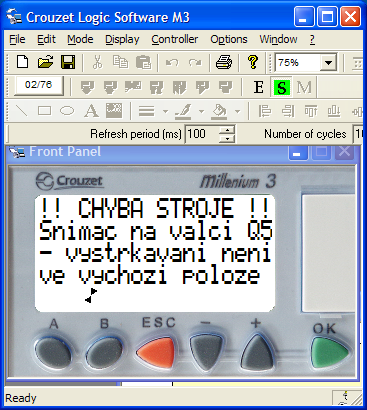 Crouzet Logic Software M3
File Edit Mode Display Controller Options Window ?
75%
02/76 E S M
A
Refresh period (ms) 100 Number of cycles
Front Panel
Crouzet millenium 3
!! CHYBA STROJE !!
Snimac na valci Q5
- vystrkavani neni
ve vychozi poloze
A B ESC - + OK
Ready